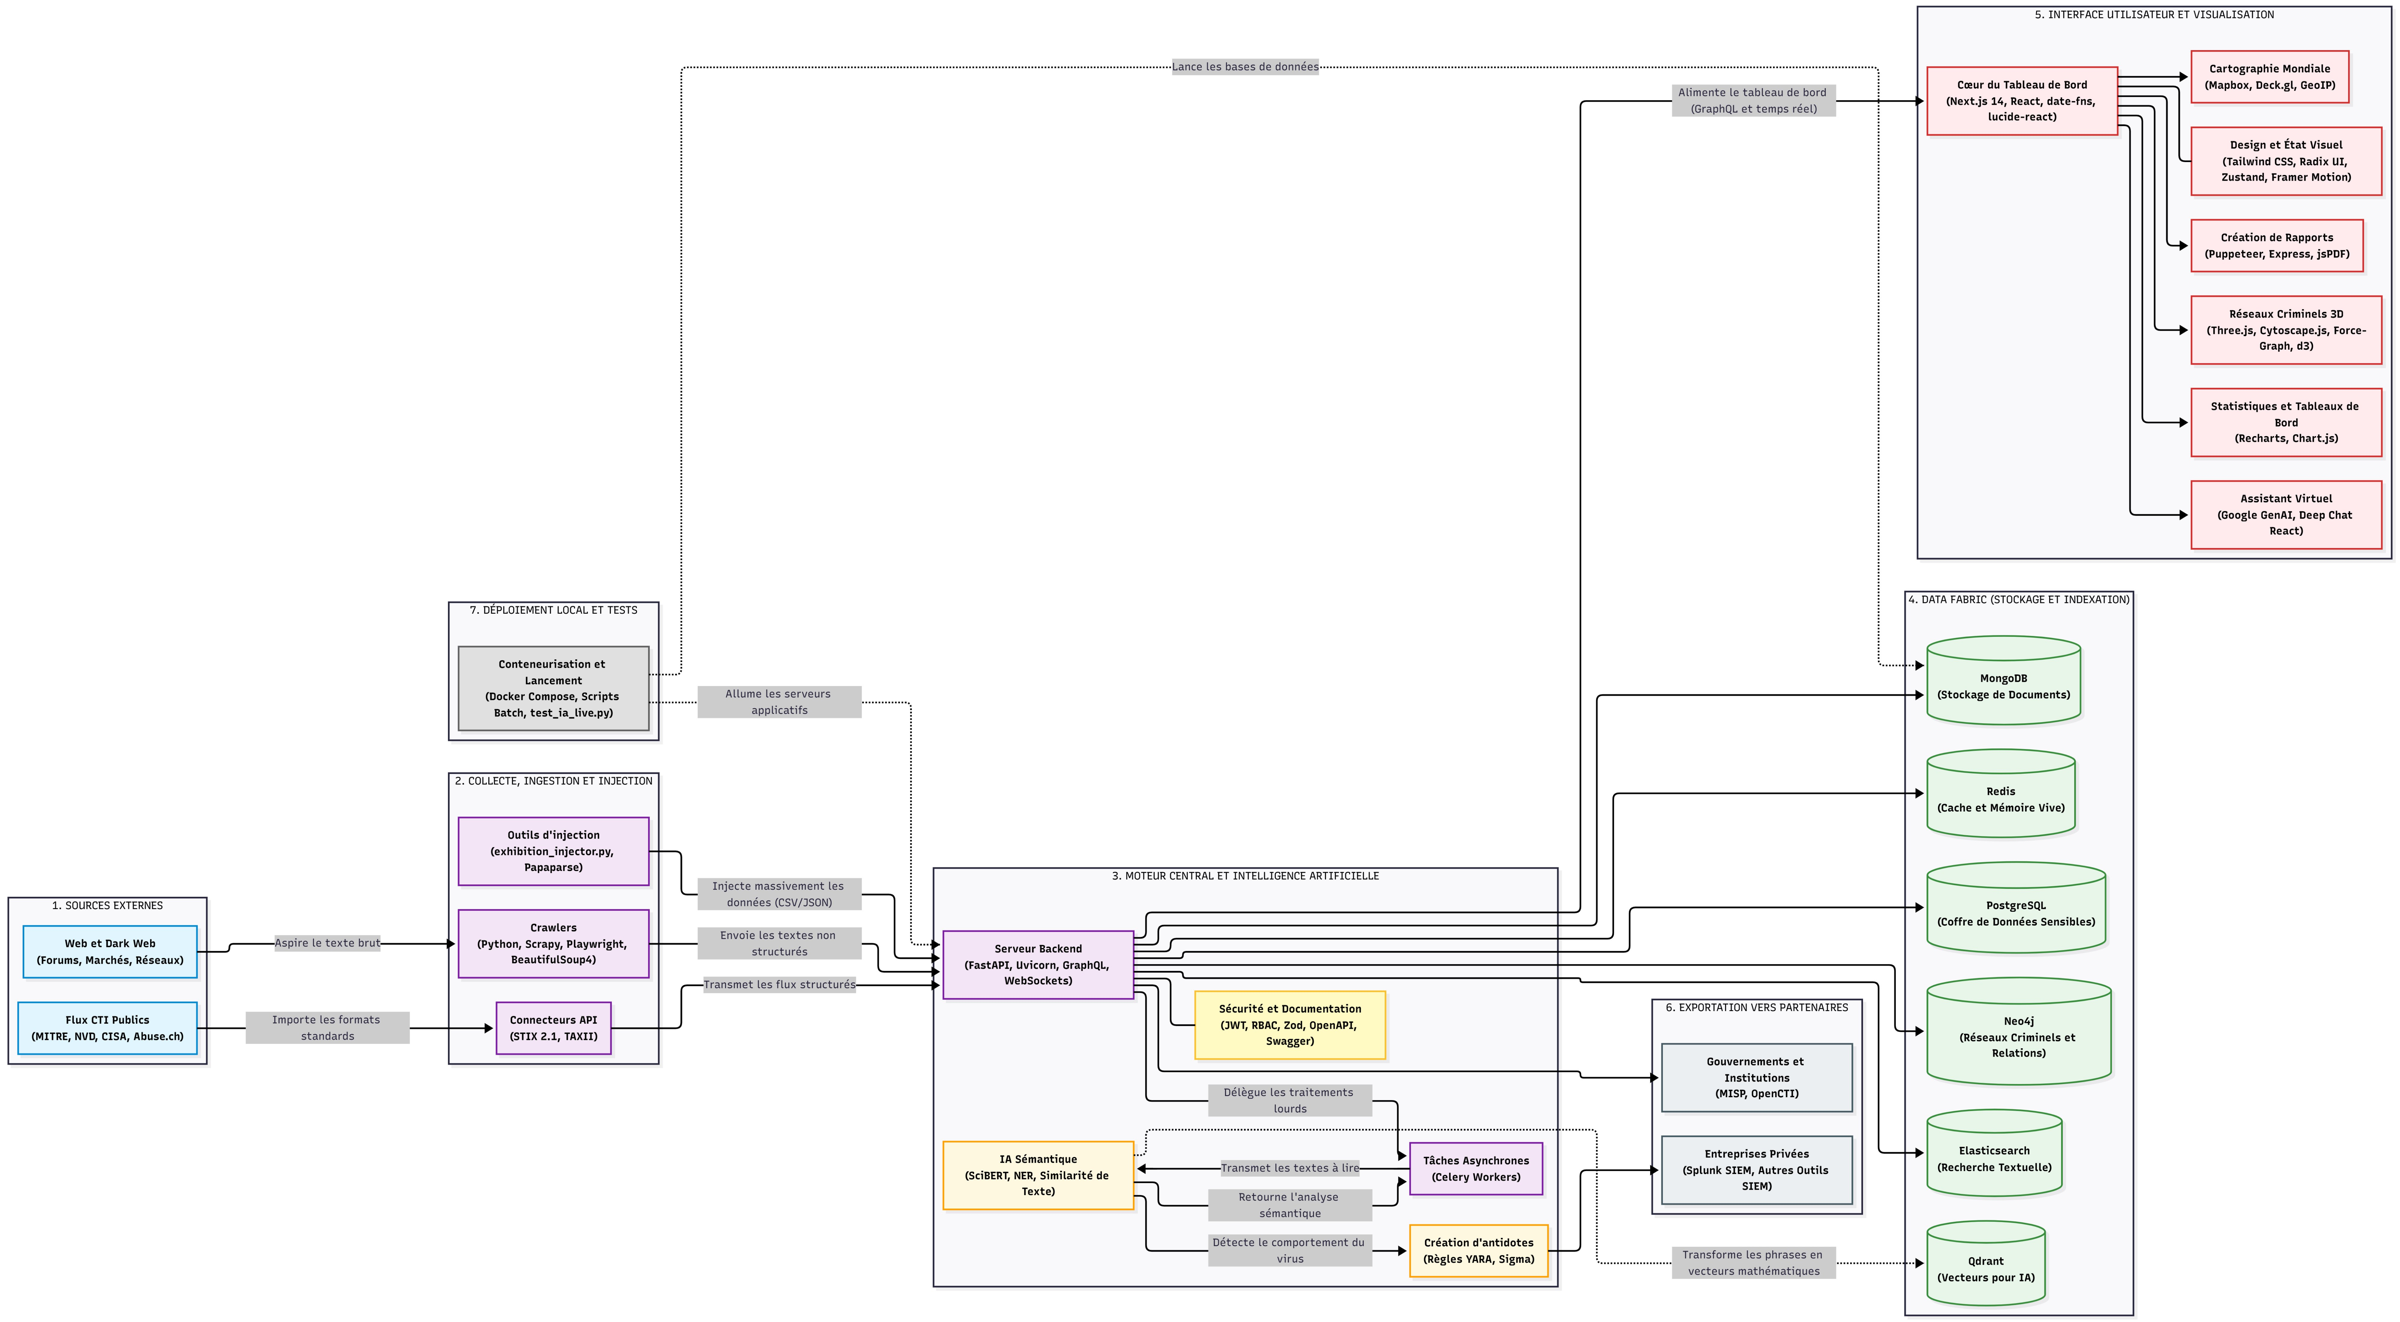 1. SOURCES EXTERNES
Web et Dark Web
(Forums, Marchés, Réseaux)
Flux CTI Publics
(MITRE, NVD, CISA, Abuse.ch)
Aspire le texte brut
Importe les formats
standards
7. DÉPLOIEMENT LOCAL ET TESTS
Conteneurisation et
Lancement
(Docker Compose, Scripts
Batch, test_ia_live.py)
2. COLLECTE, INGESTION ET INJECTION
Outils d'injection
(exhibition_injector.py,
Papaparse)
Crawlers
(Python, Scrapy, Playwright,
BeautifulSoup4)
Connecteurs API
(STIX 2.1, TAXII)
Lance les bases de données
Allume les serveurs
applicatifs
Injecte massivement les
données (CSV/JSON)
Envoie les textes non
structurés
Transmet les flux structurés
3. MOTEUR CENTRAL ET INTELLIGENCE ARTIFICIELLE
Serveur Backend
(FastAPI, Uvicorn, GraphQL,
WebSockets)
Sécurité et Documentation
(JWT, RBAC, Zod, OpenAPI,
Swagger)
Délègue les traitements
lourds
IA Sémantique
(SciBERT, NER, Similarité de
Texte)
Transmet les textes à lire
Retourne l'analyse
sémantique
Détecte le comportement du
virus
Tâches Asynchrones
(Celery Workers)
Création d'antidotes
(Règles YARA, Sigma)
Alimente le tableau de bord
(GraphQL et temps réel)
6. EXPORTATION VERS PARTENAIRES
Gouvernements et
Institutions
(MISP, OpenCTI)
Entreprises Privées
(Splunk SIEM, Autres Outils
SIEM)
Transforme les phrases en
vecteurs mathématiques
5. INTERFACE UTILISATEUR ET VISUALISATION
Cœur du Tableau de Bord
(Next.js 14, React, date-fns,
lucide-react)
Cartographie Mondiale
(Mapbox, Deck.gl, GeoIP)
Design et État Visuel
(Tailwind CSS, Radix UI,
Zustand, Framer Motion)
Création de Rapports
(Puppeteer, Express, jsPDF)
Réseaux Criminels 3D
(Three.js, Cytoscape.js, Force-
Graph, d3)
Statistiques et Tableaux de
Bord
(Recharts, Chart.js)
Assistant Virtuel
(Google GenAI, Deep Chat
React)
4. DATA FABRIC (STOCKAGE ET INDEXATION)
MongoDB
(Stockage de Documents)
Redis
(Cache et Mémoire Vive)
PostgreSQL
(Coffre de Données Sensibles)
Neo4j
(Réseaux Criminels et
Relations)
Elasticsearch
(Recherche Textuelle)
Qdrant
(Vecteurs pour IA)